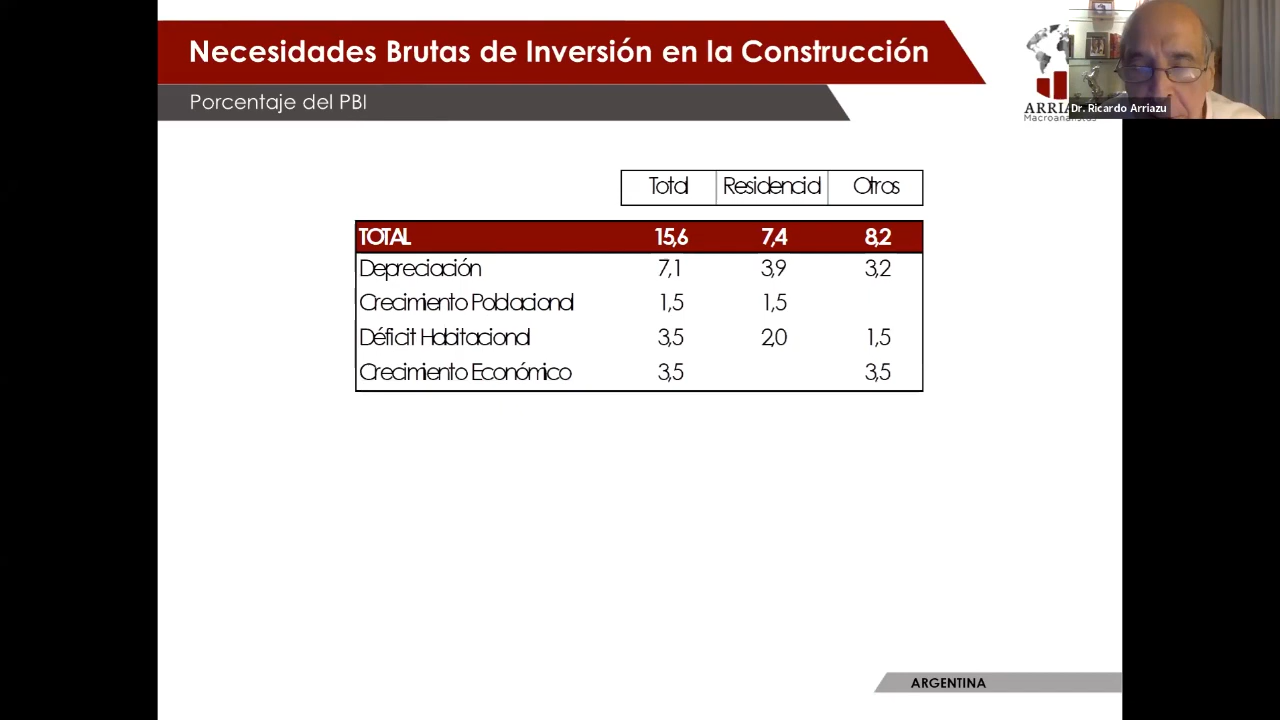 Necesidades Brutas de Inversión en la Construcción
Porcentaje del PBI
Dr. Ricardo Arriazu
Macroanalistas
Total Residencial Otros
TOTAL 15,6 7,4 8,2
Depreciación 7,1 3,9 3,2
Crecimiento Poblacional 1,5 1,5
Déficit Habitacional 3,5 2,0 1,5
Crecimiento Económico 3,5 3,5
ARGENTINA